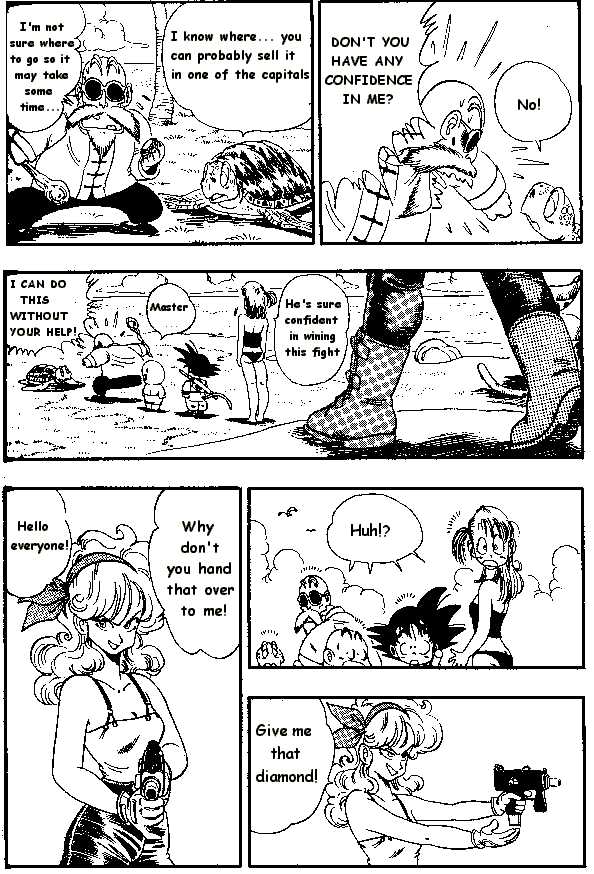 I'm not
sure where
to go so it
may take
some
time...
I know where... you
can probably sell it
in one of the capitals
DON'T YOU
HAVE ANY
CONFIDENCE
IN ME?
No!
I CAN DO
THIS
WITHOUT
YOUR HELP!
Master
He's sure
confident
in wining
this fight
Hello
everyone!
Why
don't
you hand
that over
to me!
Huh!?
Give me
that
diamond!